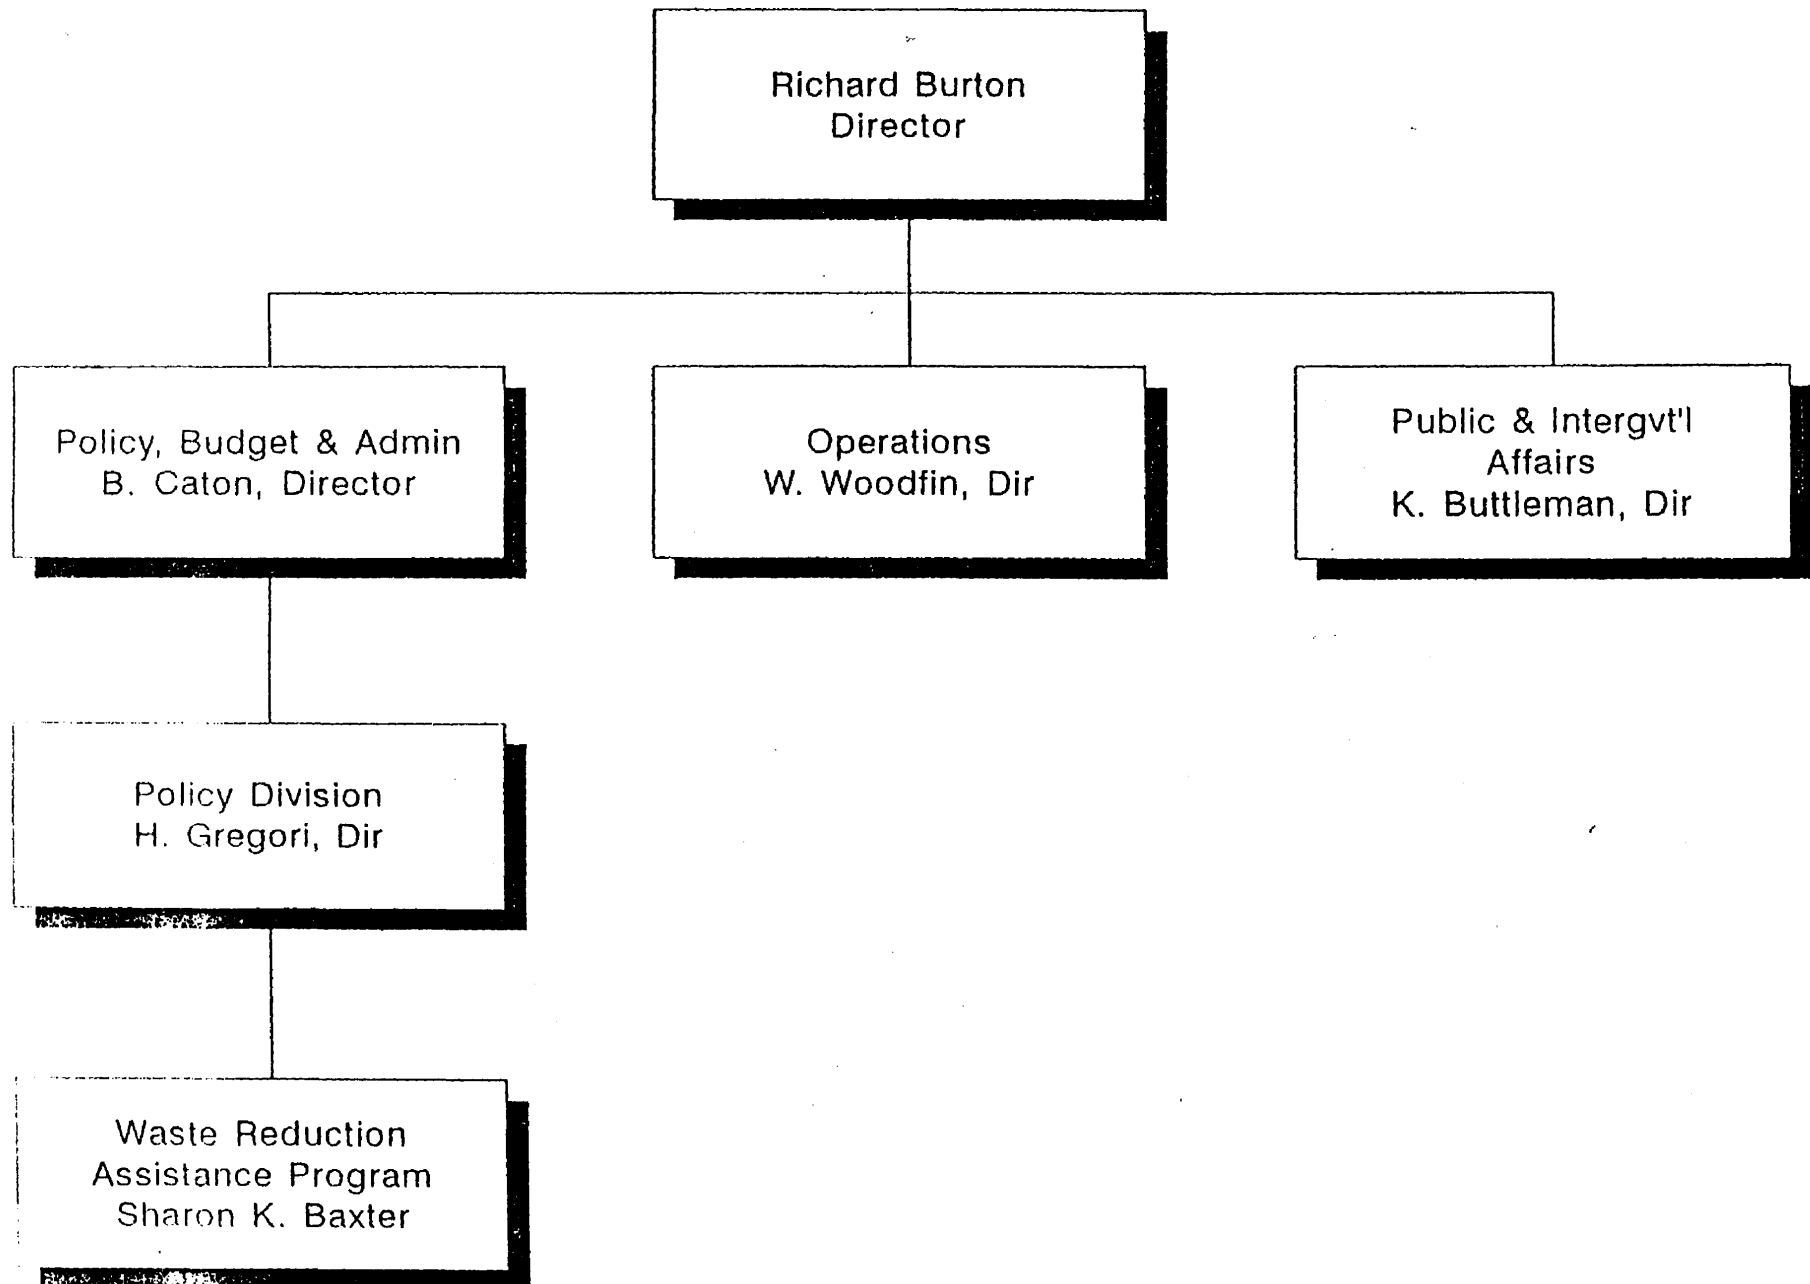 Richard Burton
Director
Policy, Budget & Admin
B. Caton, Director
Operations
W. Woodfin, Dir
Public & Intergvt'l
Affairs
K. Buttleman, Dir
Policy Division
H. Gregori, Dir
Waste Reduction
Assistance Program
Sharon K. Baxter